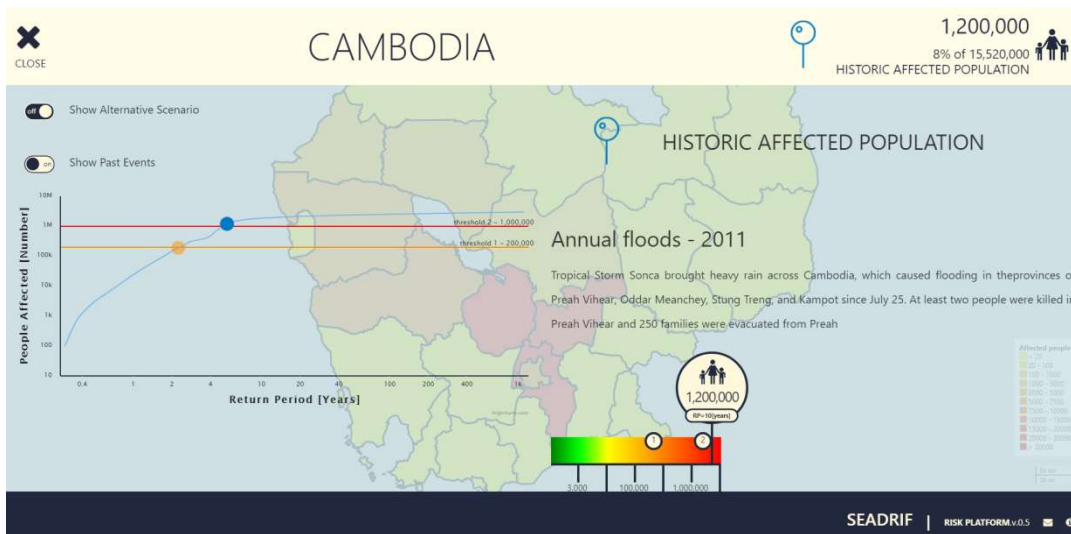 CLOSE
CAMBODIA
1,200,000
8% of 15,520,000
HISTORIC AFFECTED POPULATION
off
Show Alternative Scenario
on
Show Past Events
HISTORIC AFFECTED POPULATION
People Affected [Number]
10M
1M
100k
10k
1k
100
10
threshold 2 - 1,000,000
threshold 1 - 200,000
0.4
1
2
4
10
20
40
100
200
400
1k
Return Period [Years]
Annual floods - 2011
Tropical Storm Sonca brought heavy rain across Cambodia, which caused flooding in theprovinces o
Preah Vihear, Oddar Meanchey, Stung Treng, and Kampot since July 25. At least two people were killed in
Preah Vihear and 250 families were evacuated from Preah
Affected people
1,200,000
RP=10[years]
1
2
3,000
100,000
1,000,000
SEADRIF | RISK PLATFORM.v.0.5